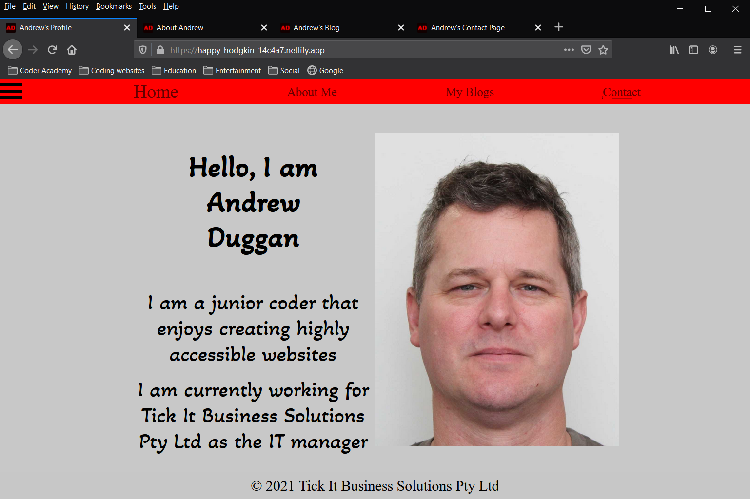 File Edit View History Bookmarks Tools Help
Andrew's Profile
About Andrew
Andrew's Blog
Andrew's Contact Page
https://happy-hodgkin-14c4a7.netlify.app
Coder Academy
Coding websites
Education
Entertainment
Social
Google
Home
About Me
My Blogs
Contact
Hello, I am
Andrew
Duggan
I am a junior coder that
enjoys creating highly
accessible websites
I am currently working for
Tick It Business Solutions
Pty Ltd as the IT manager
© 2021 Tick It Business Solutions Pty Ltd